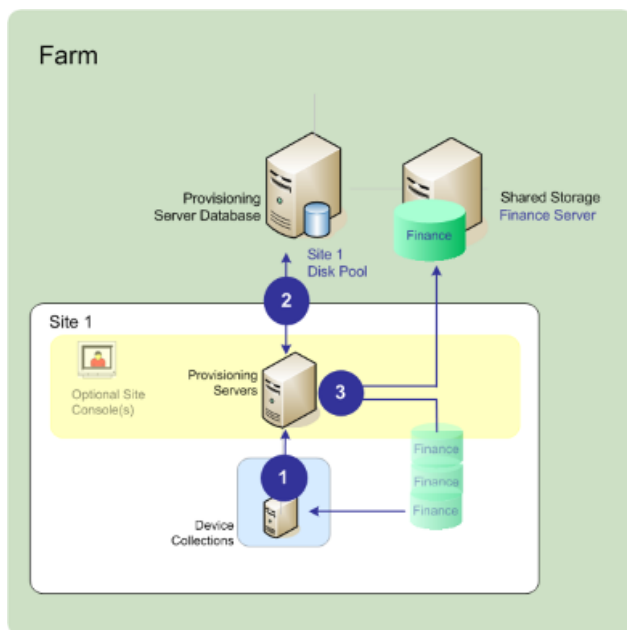 Farm
Provisioning
Server Database
Shared Storage
Finance Server
Finance
Site 1
Disk Pool
2
Site 1
Optional Site
Console(s)
Provisioning
Servers
3
Finance
Finance
Finance
1
Device
Collections